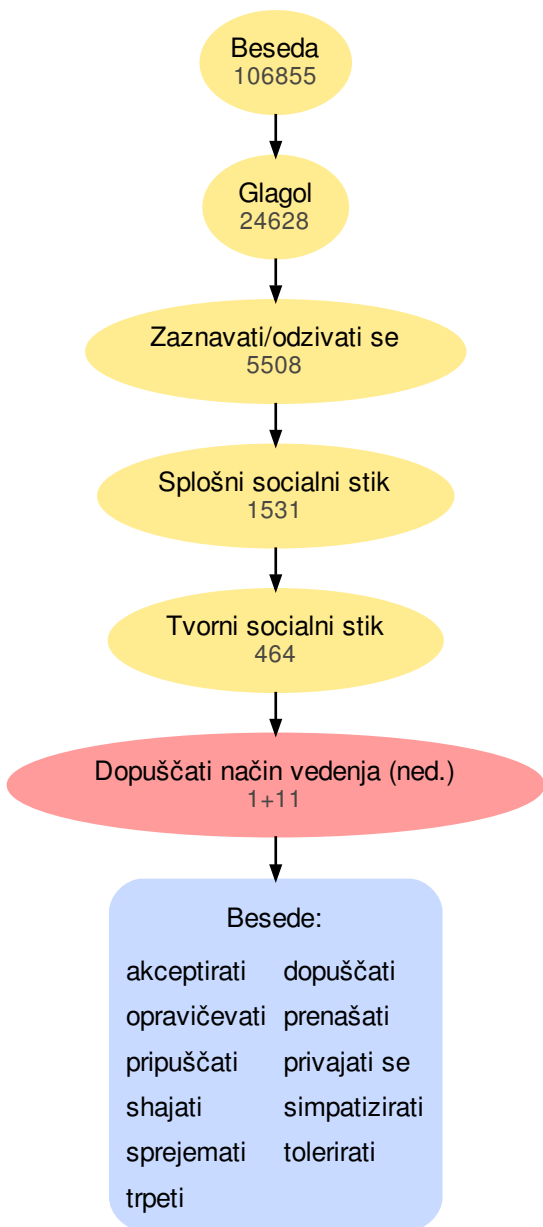 Beseda
106855
Glagol
24628
Zaznavati/odzivati se
5508
Splošni socialni stik
1531
Tvorni socialni stik
464
Dopuščati način vedenja (ned.)
1+11
Besede:
akceptirati dopuščati
opravičevati prenašati
pripuščati privajati se
shajati simpatizirati
sprejemati tolerirati
trpeti